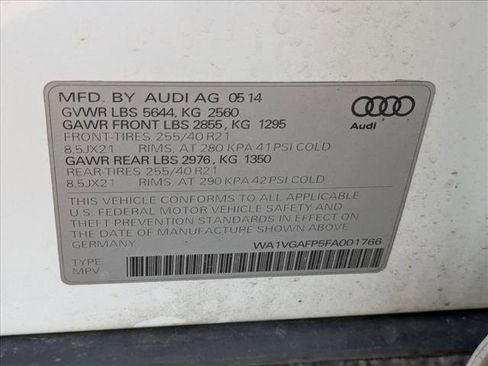 MFD. BY AUDI AG 05 14
GVWR LBS 5644, KG 2560
GAWR FRONT LBS 2855, KG 1295
FRONT-TIRES 255/40 R21
8,5JX21 RIMS, AT 280 KPA 41 PSI COLD
GAWR REAR LBS 2976, KG 1350
REAR-TIRES 255/40 R21
8,5JX21 RIMS, AT 290 KPA 42 PSI COLD
Audi
THIS VEHICLE CONFORMS TO ALL APPLICABLE
U.S. FEDERAL MOTOR VEHICLE SAFETY AND
THEFT PREVENTION STANDARDS IN EFFECT ON
THE DATE OF MANUFACTURE SHOWN ABOVE
GERMANY WA1VGAFP5FA001766
TYPE:
MPV